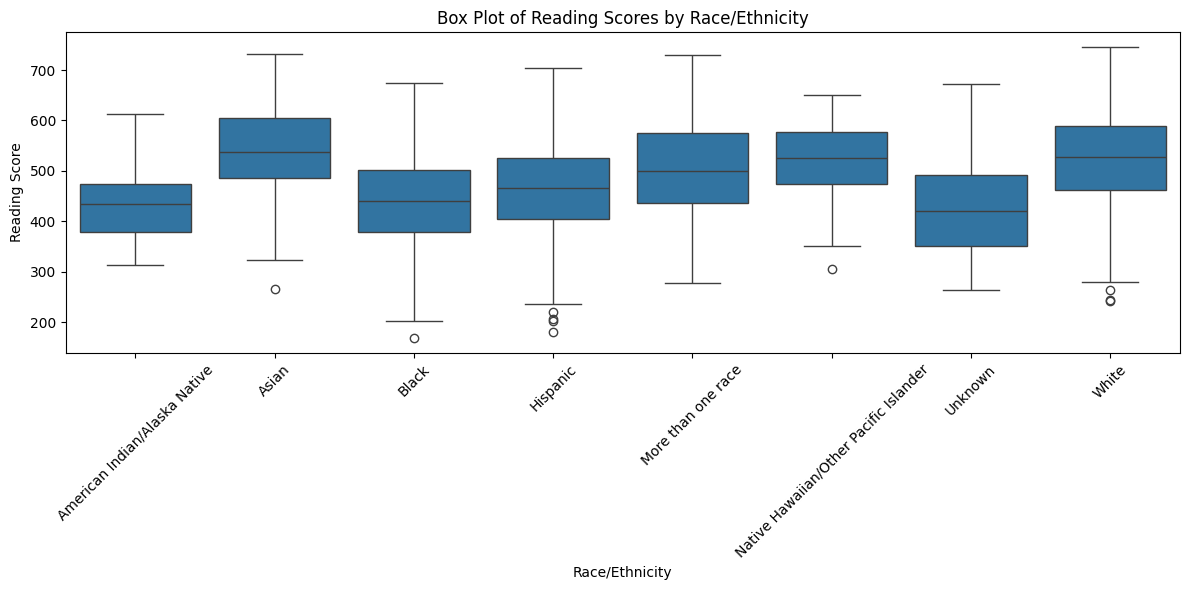 Box Plot of Reading Scores by Race/Ethnicity
Reading Score
700
600
500
400
300
200
American Indian/Alaska Native
Asian
Black
Hispanic
More than one race
Native Hawaiian/Other Pacific Islander
Unknown
White
Race/Ethnicity